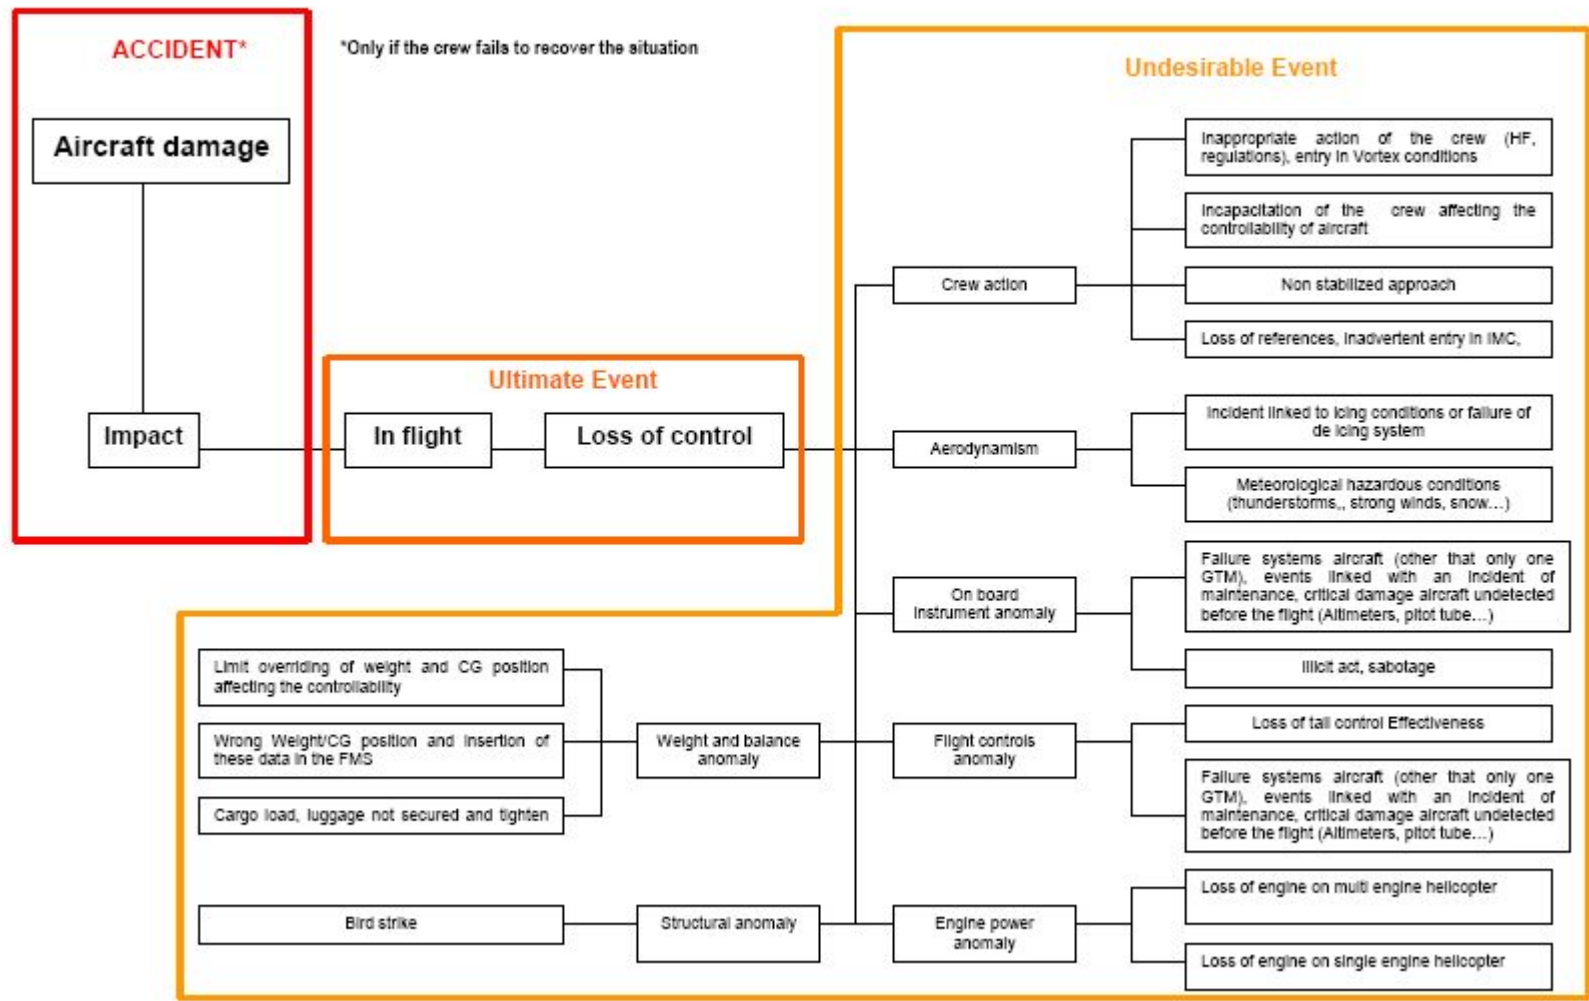 ACCIDENT*
*Only if the crew fails to recover the situation
Aircraft damage
Impact
Ultimate Event
In flight
Loss of control
Undesirable Event
Crew action
Inappropriate action of the crew (HF,
regulations), entry in Vortex conditions
Incapacitation of the crew affecting the
controllability of aircraft
Non stabilized approach
Loss of references, inadvertent entry in IMC,
Aerodynamism
Incident linked to icing conditions or failure of
de icing system
Meteorological hazardous conditions
(thunderstorms,, strong winds, snow…)
On board
instrument anomaly
Failure systems aircraft (other that only one
GTM), events linked with an incident of
maintenance, critical damage aircraft undetected
before the flight (Altimeters, pitot tube…)
Illicit act, sabotage
Limit overriding of weight and CG position
affecting the controllability
Wrong Weight/CG position and insertion of
these data in the FMS
Cargo load, luggage not secured and tighten
Weight and balance
anomaly
Flight controls
anomaly
Loss of tail control Effectiveness
Failure systems aircraft (other that only one
GTM), events linked with an incident of
maintenance, critical damage aircraft undetected
before the flight (Altimeters, pitot tube…)
Bird strike
Structural anomaly
Engine power
anomaly
Loss of engine on multi engine helicopter
Loss of engine on single engine helicopter